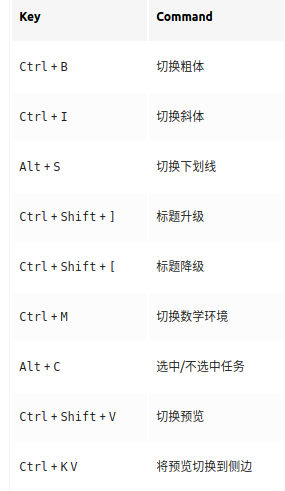 Key Command
Ctrl + B 切换粗体
Ctrl + I 切换斜体
Alt + S 切换下划线
Ctrl + Shift + ] 标题升级
Ctrl + Shift + [ 标题降级
Ctrl + M 切换数学环境
Alt + C 选中/不选中任务
Ctrl + Shift + V 切换预览
Ctrl + K V 将预览切换到侧边